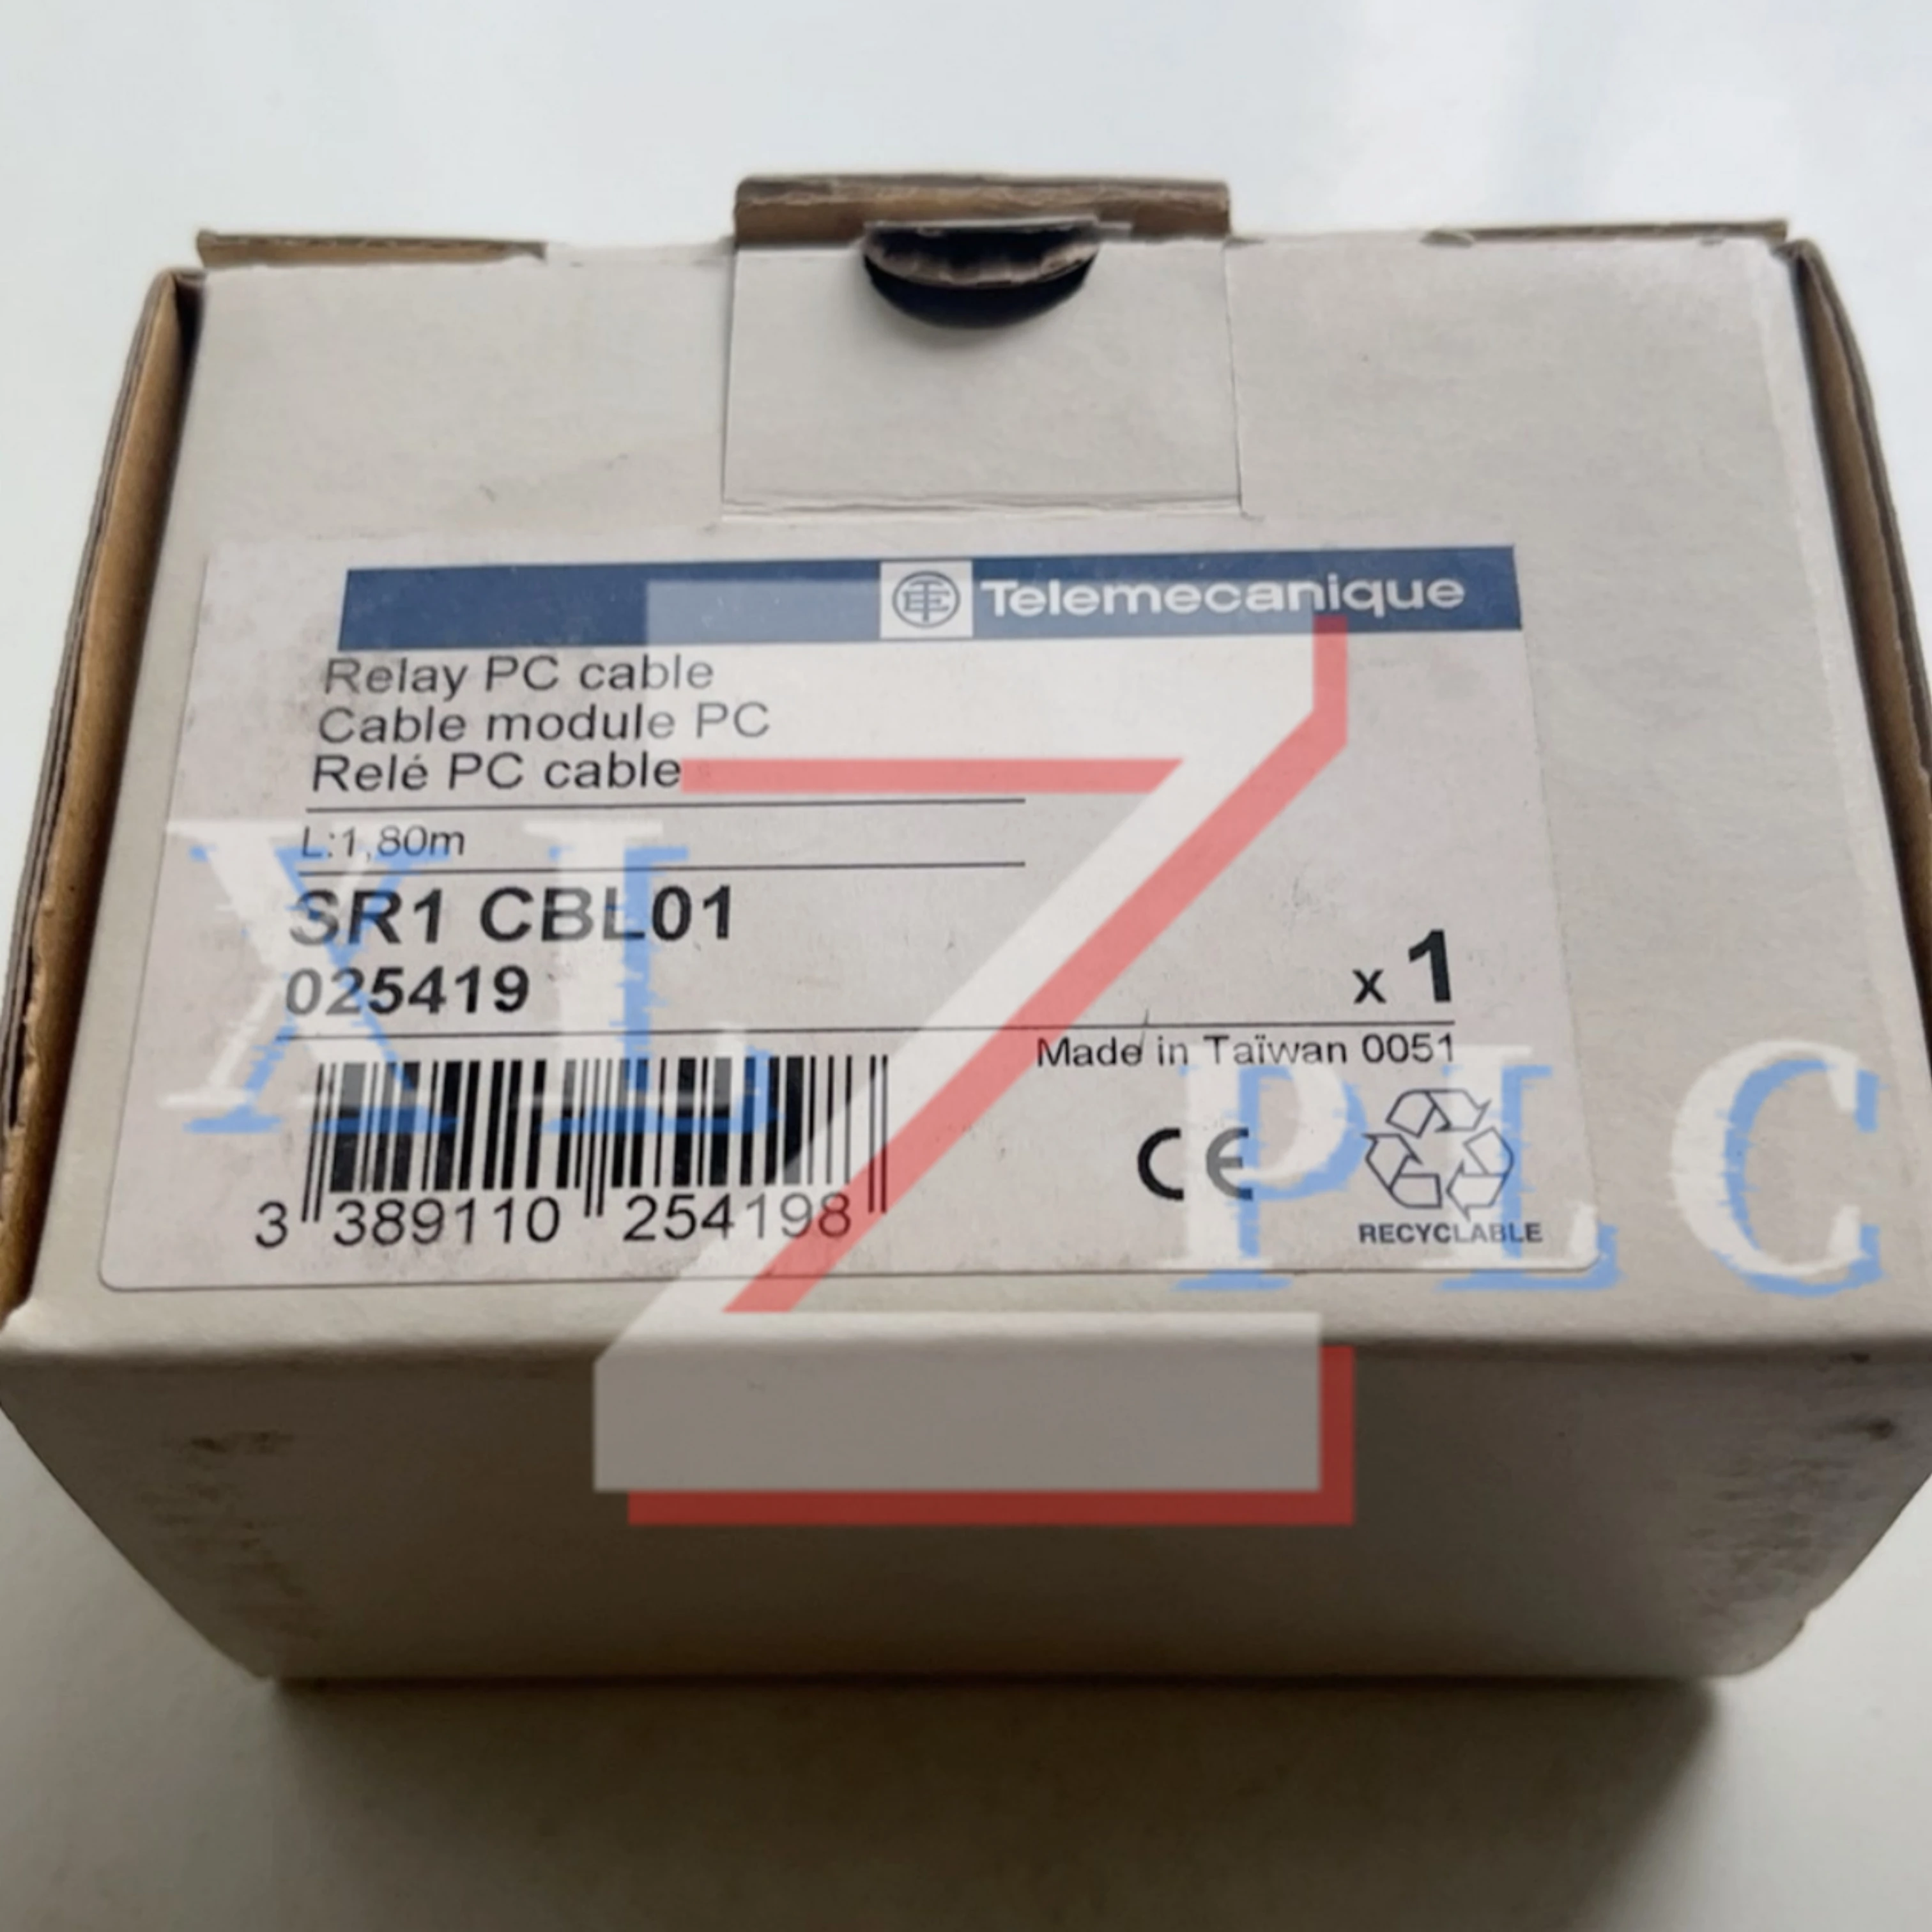 Telemecanique
Relay PC cable
Cable module PC
Relé PC cable
L:1,80m
SR1 CBL01
025419
x 1
Made in Taïwan 0051
3 389110 254198
CE
RECYCLABLE
XL Z PLC